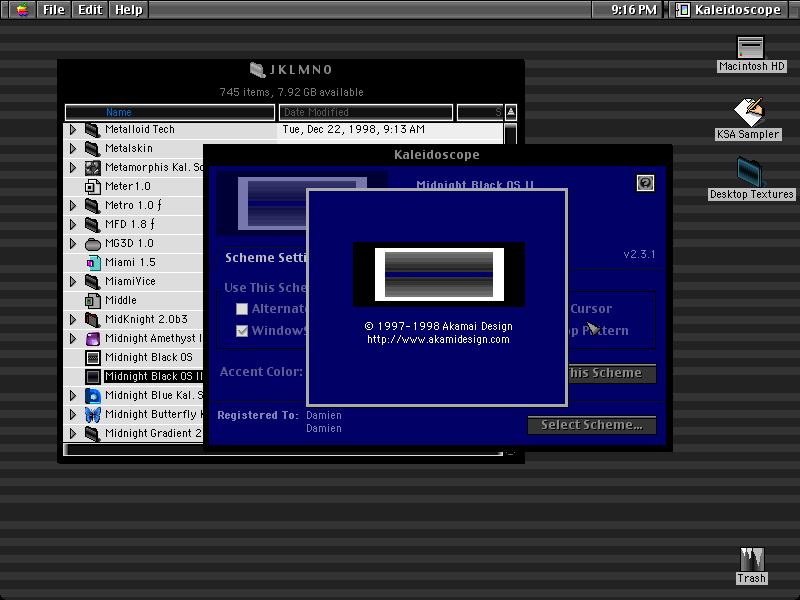 File Edit Help
9:16 PM
Kaleidoscope
JKLMNO
745 items, 7.92 GB available
Name
Date Modified
S
Metalloid Tech
Tue, Dec 22, 1998, 9:13 AM
Metalskin
Metamorphis Kal. Sc
Meter1.0
Metro 1.0 ƒ
MFD 1.8 ƒ
MG3D 1.0
Miami 1.5
MiamiVice
Middle
MidKnight 2.0b3
Midnight Amethyst
Midnight Black OS
Midnight Black OS II
Midnight Blue Kal. S
Midnight Butterfly
Midnight Gradient 2
Kaleidoscope
Midnight Black OS II
v2.3.1
Scheme Setti
Use This Sche
Alternat
Windows
Cursor
op Pattern
Accent Color:
his Scheme
Registered To: Damien
Damien
Select Scheme...
© 1997-1998 Akamai Design
http://www.akamidesign.com
Macintosh HD
KSA Sampler
Desktop Textures
Trash